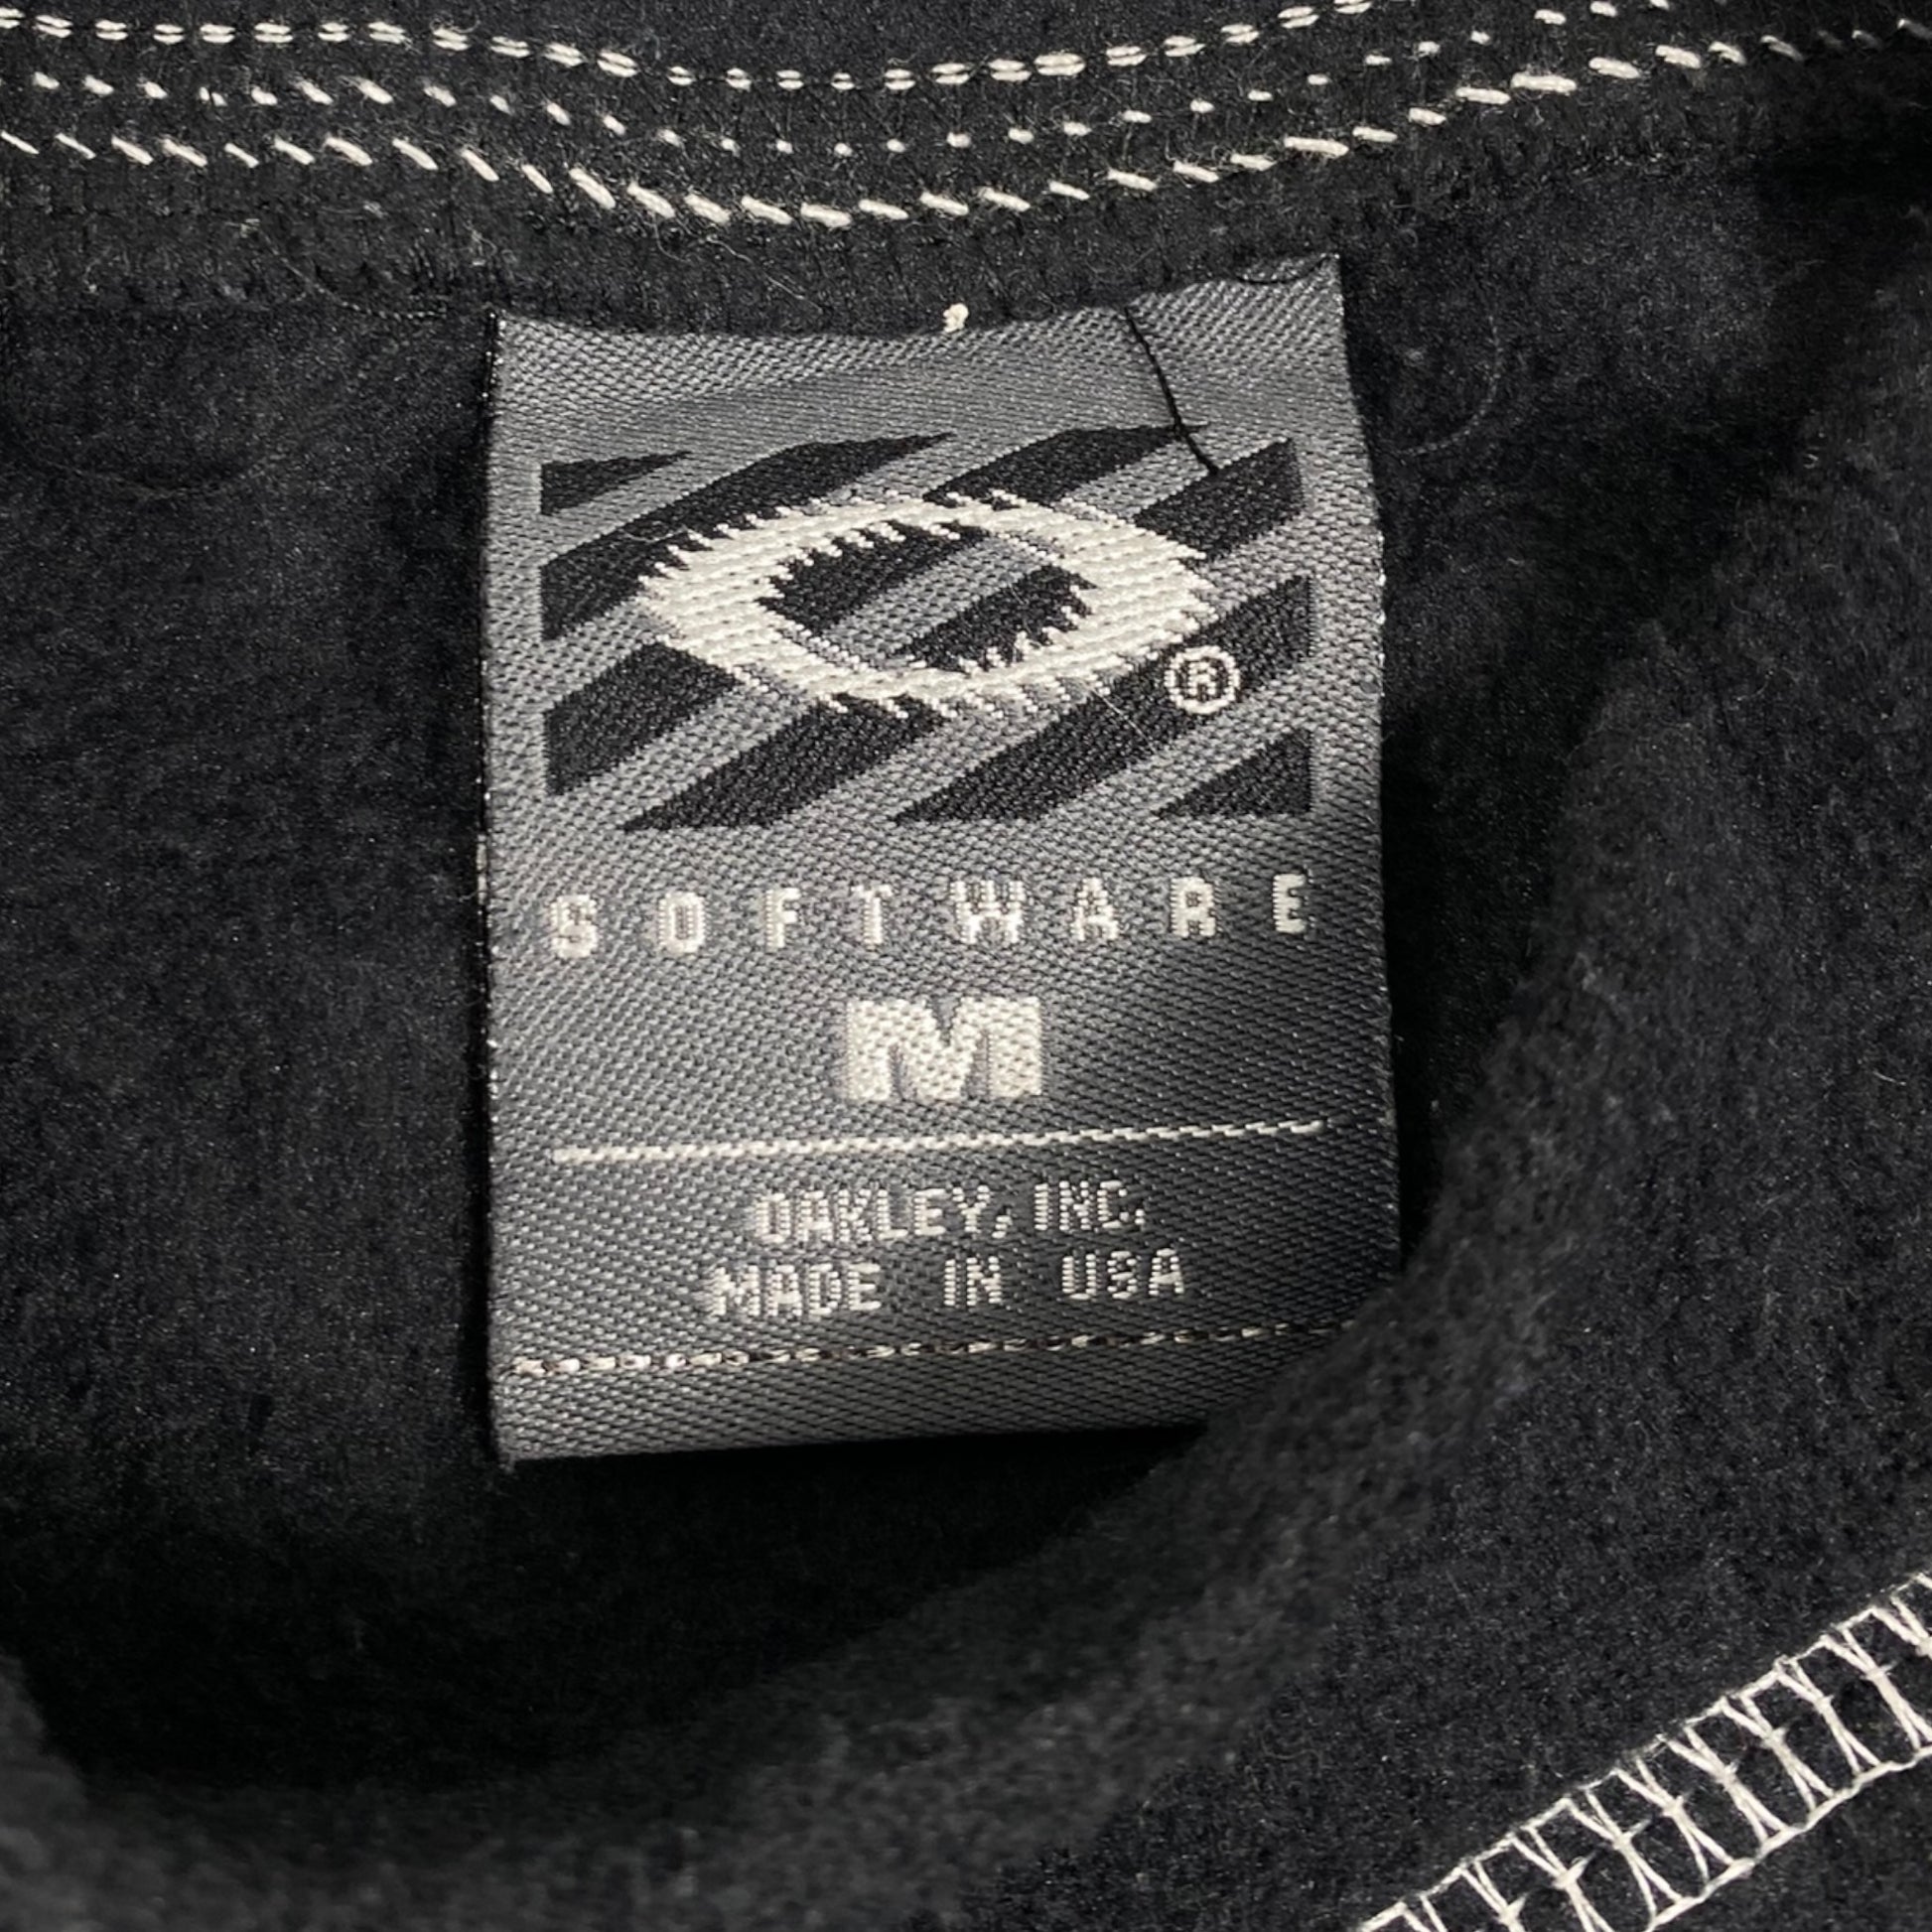 ®
SOFTWARE
M
OAKLEY, INC.
MADE IN USA